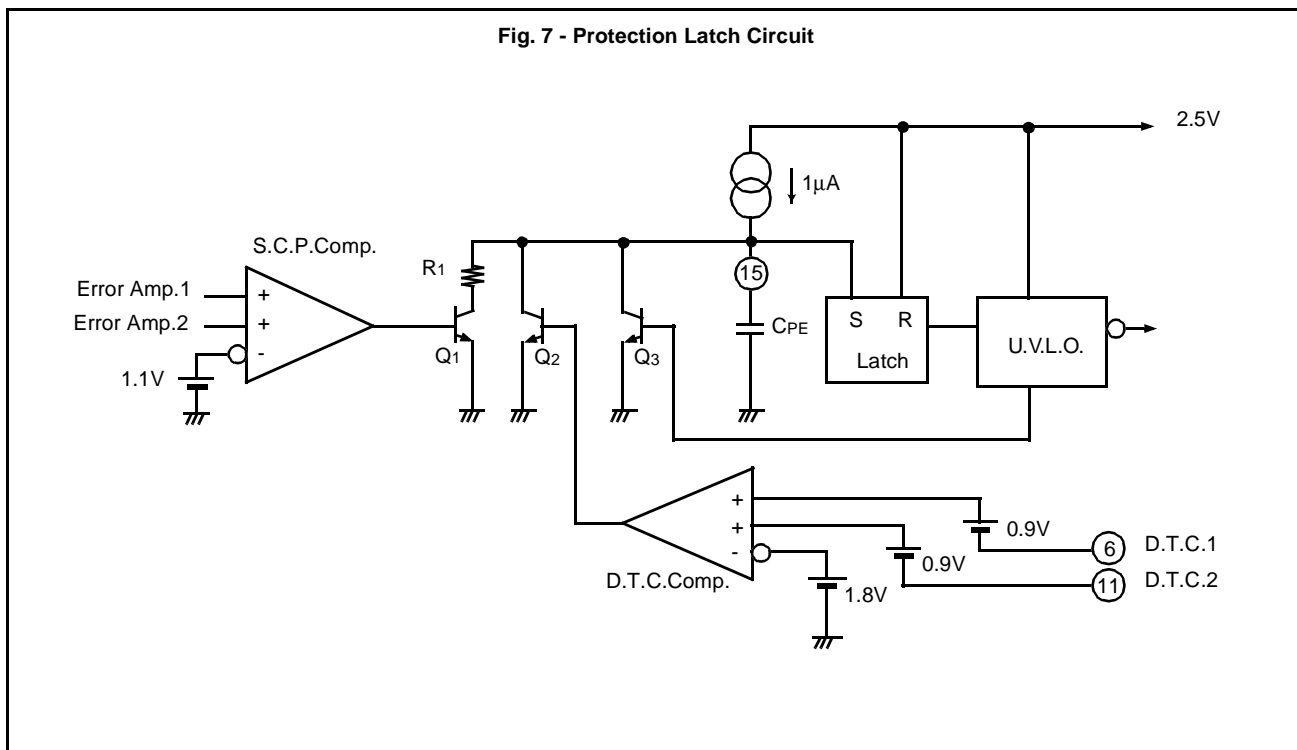 Fig. 7 - Protection Latch Circuit
2.5V
1µA
S.C.P.Comp.
R1
15
Error Amp.1
+
Error Amp.2
+
-
1.1V
Q1
Q2
Q3
CPE
S R
Latch
U.V.L.O.
+
+
-
0.9V
6 D.T.C.1
0.9V
11 D.T.C.2
D.T.C.Comp.
1.8V